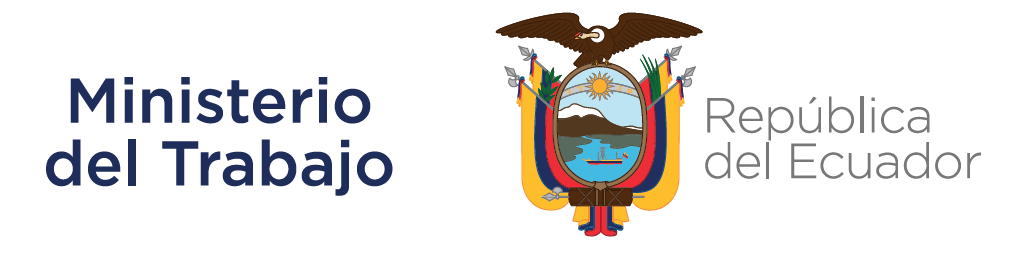 Ministerio
del Trabajo
República
del Ecuador